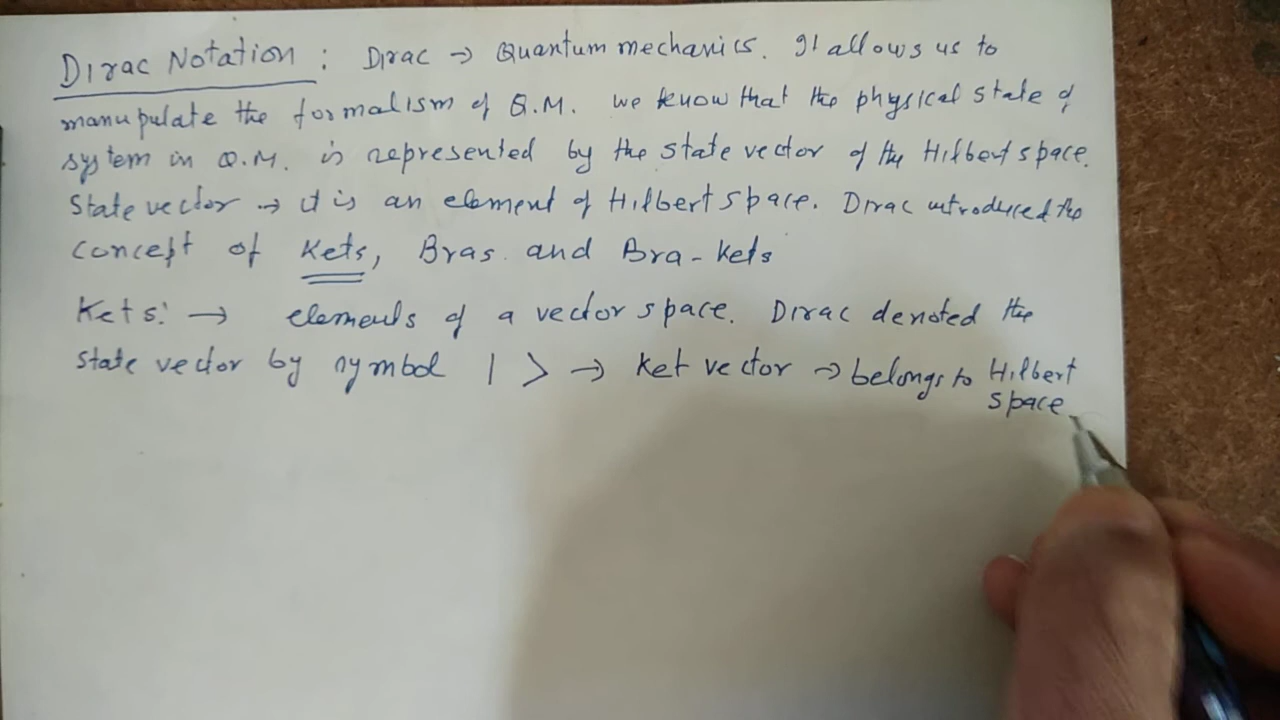 Dirac Notation : Dirac → Quantum mechanics. It allows us to
manupulate the formalism of Q.M. we know that the physical state of
system in Q.M. is represented by the state vector of the Hilbert space.
State vector → it is an element of Hilbert space. Dirac introduced the
concept of Kets, Bras and Bra-kets
Kets: → elements of a vector space. Dirac denoted the
state vector by symbol | > → Ket vector → belongs to Hilbert
space